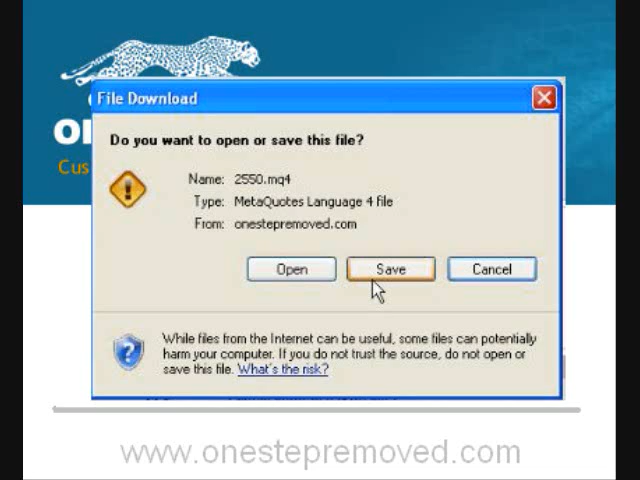 O
Cus
File Download
Do you want to open or save this file?
Name: 2550.mq4
Type: MetaQuotes Language 4 file
From: onestepremoved.com
Open Save Cancel
While files from the Internet can be useful, some files can potentially
harm your computer. If you do not trust the source, do not open or
save this file. What's the risk?
www.onestepremoved.com